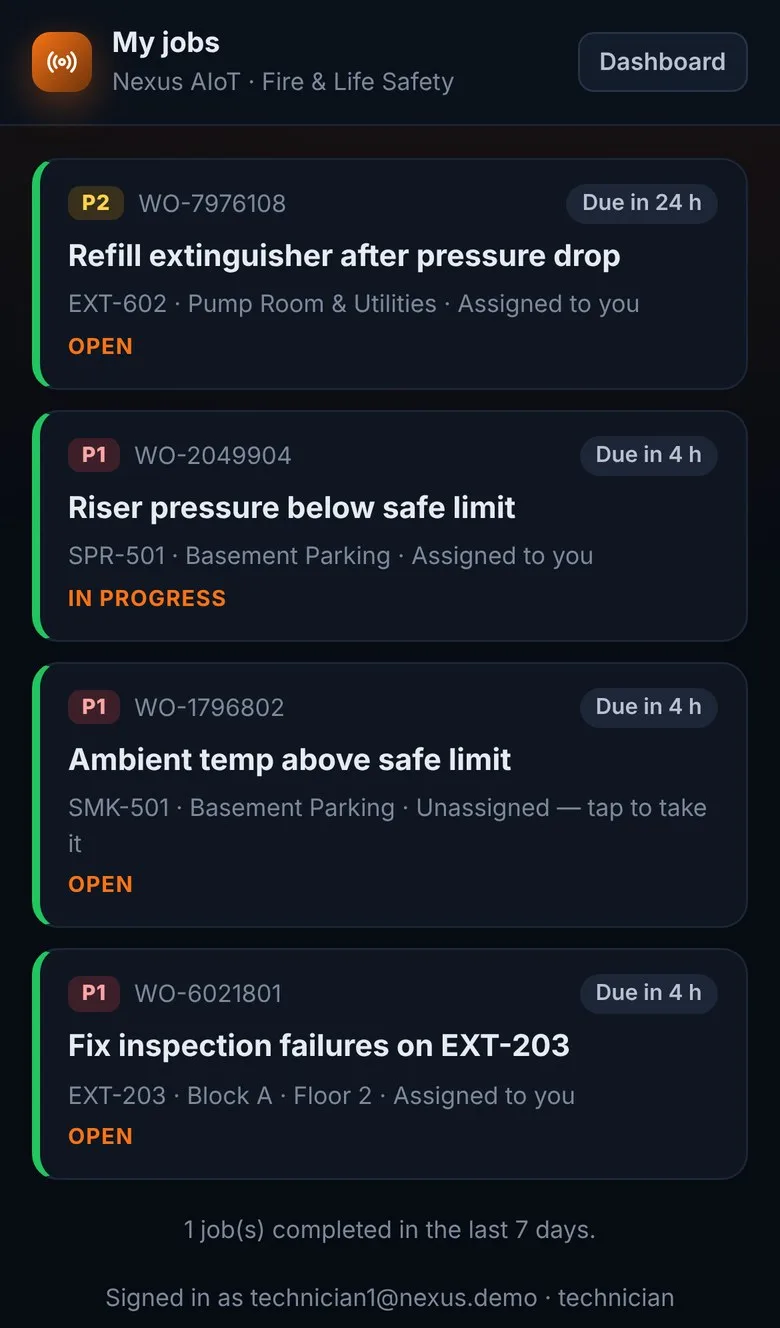 My jobs
Nexus AIoT · Fire & Life Safety
Dashboard
P2 WO-7976108 Due in 24 h
Refill extinguisher after pressure drop
EXT-602 · Pump Room & Utilities · Assigned to you
OPEN
P1 WO-2049904 Due in 4 h
Riser pressure below safe limit
SPR-501 · Basement Parking · Assigned to you
IN PROGRESS
P1 WO-1796802 Due in 4 h
Ambient temp above safe limit
SMK-501 · Basement Parking · Unassigned — tap to take
it
OPEN
P1 WO-6021801 Due in 4 h
Fix inspection failures on EXT-203
EXT-203 · Block A · Floor 2 · Assigned to you
OPEN
1 job(s) completed in the last 7 days.
Signed in as technician1@nexus.demo · technician